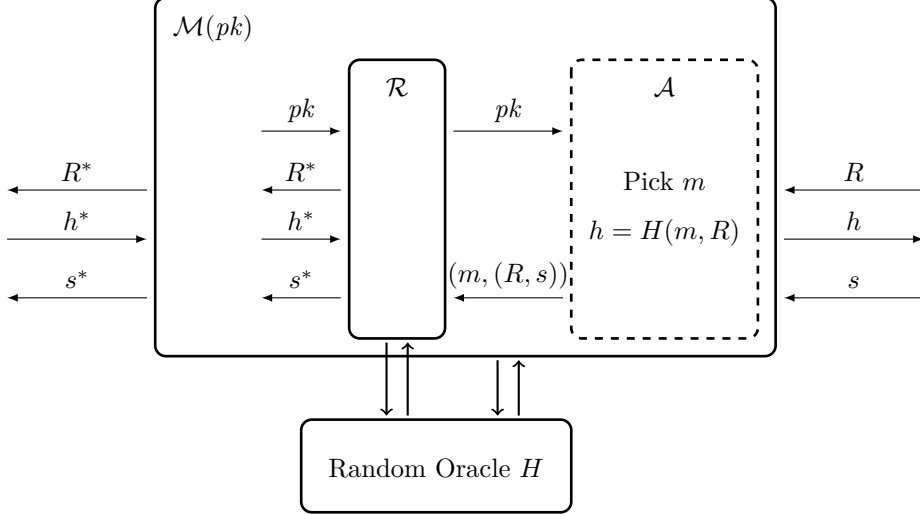 𝓜(pk)
𝓡
𝓐
pk
pk
R*
R*
Pick m
R
h*
h*
h = H(m, R)
h
s*
s*
(m, (R, s))
s
Random Oracle H